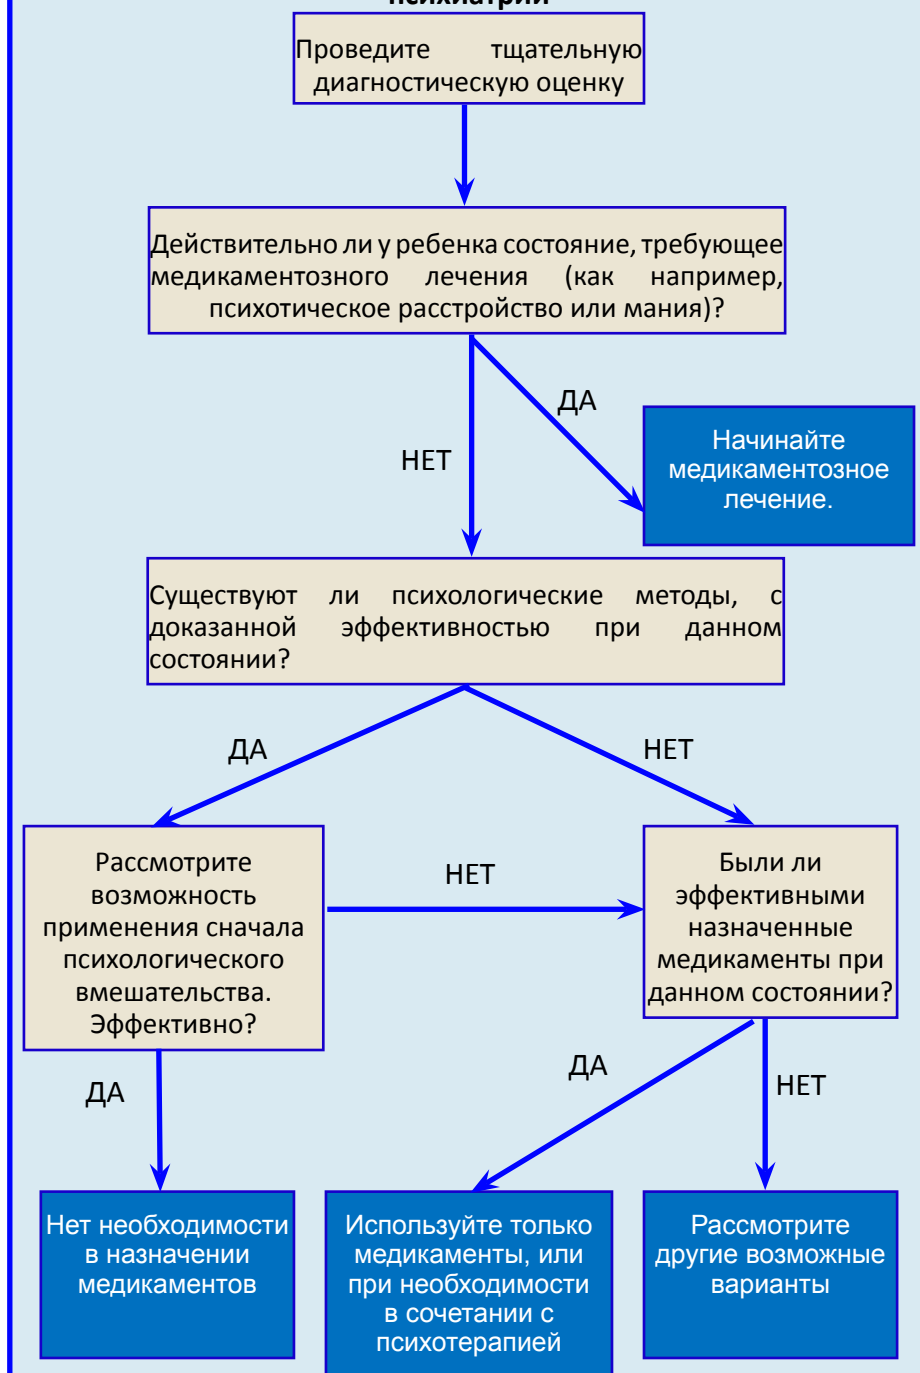 психиатрии
Проведите тщательную
диагностическую оценку
Действительно ли у ребенка состояние, требующее
медикаментозного лечения (как например,
психотическое расстройство или мания)?
ДА
НЕТ
Начинайте
медикаментозное
лечение.
Существуют ли психологические методы, с
доказанной эффективностью при данном
состоянии?
ДА
НЕТ
Рассмотрите
возможность
применения сначала
психологического
вмешательства.
Эффективно?
НЕТ
Были ли
эффективными
назначенные
медикаменты при
данном состоянии?
ДА
ДА
НЕТ
Нет необходимости
в назначении
медикаментов
Используйте только
медикаменты, или
при необходимости
в сочетании с
психотерапией
Рассмотрите
другие возможные
варианты